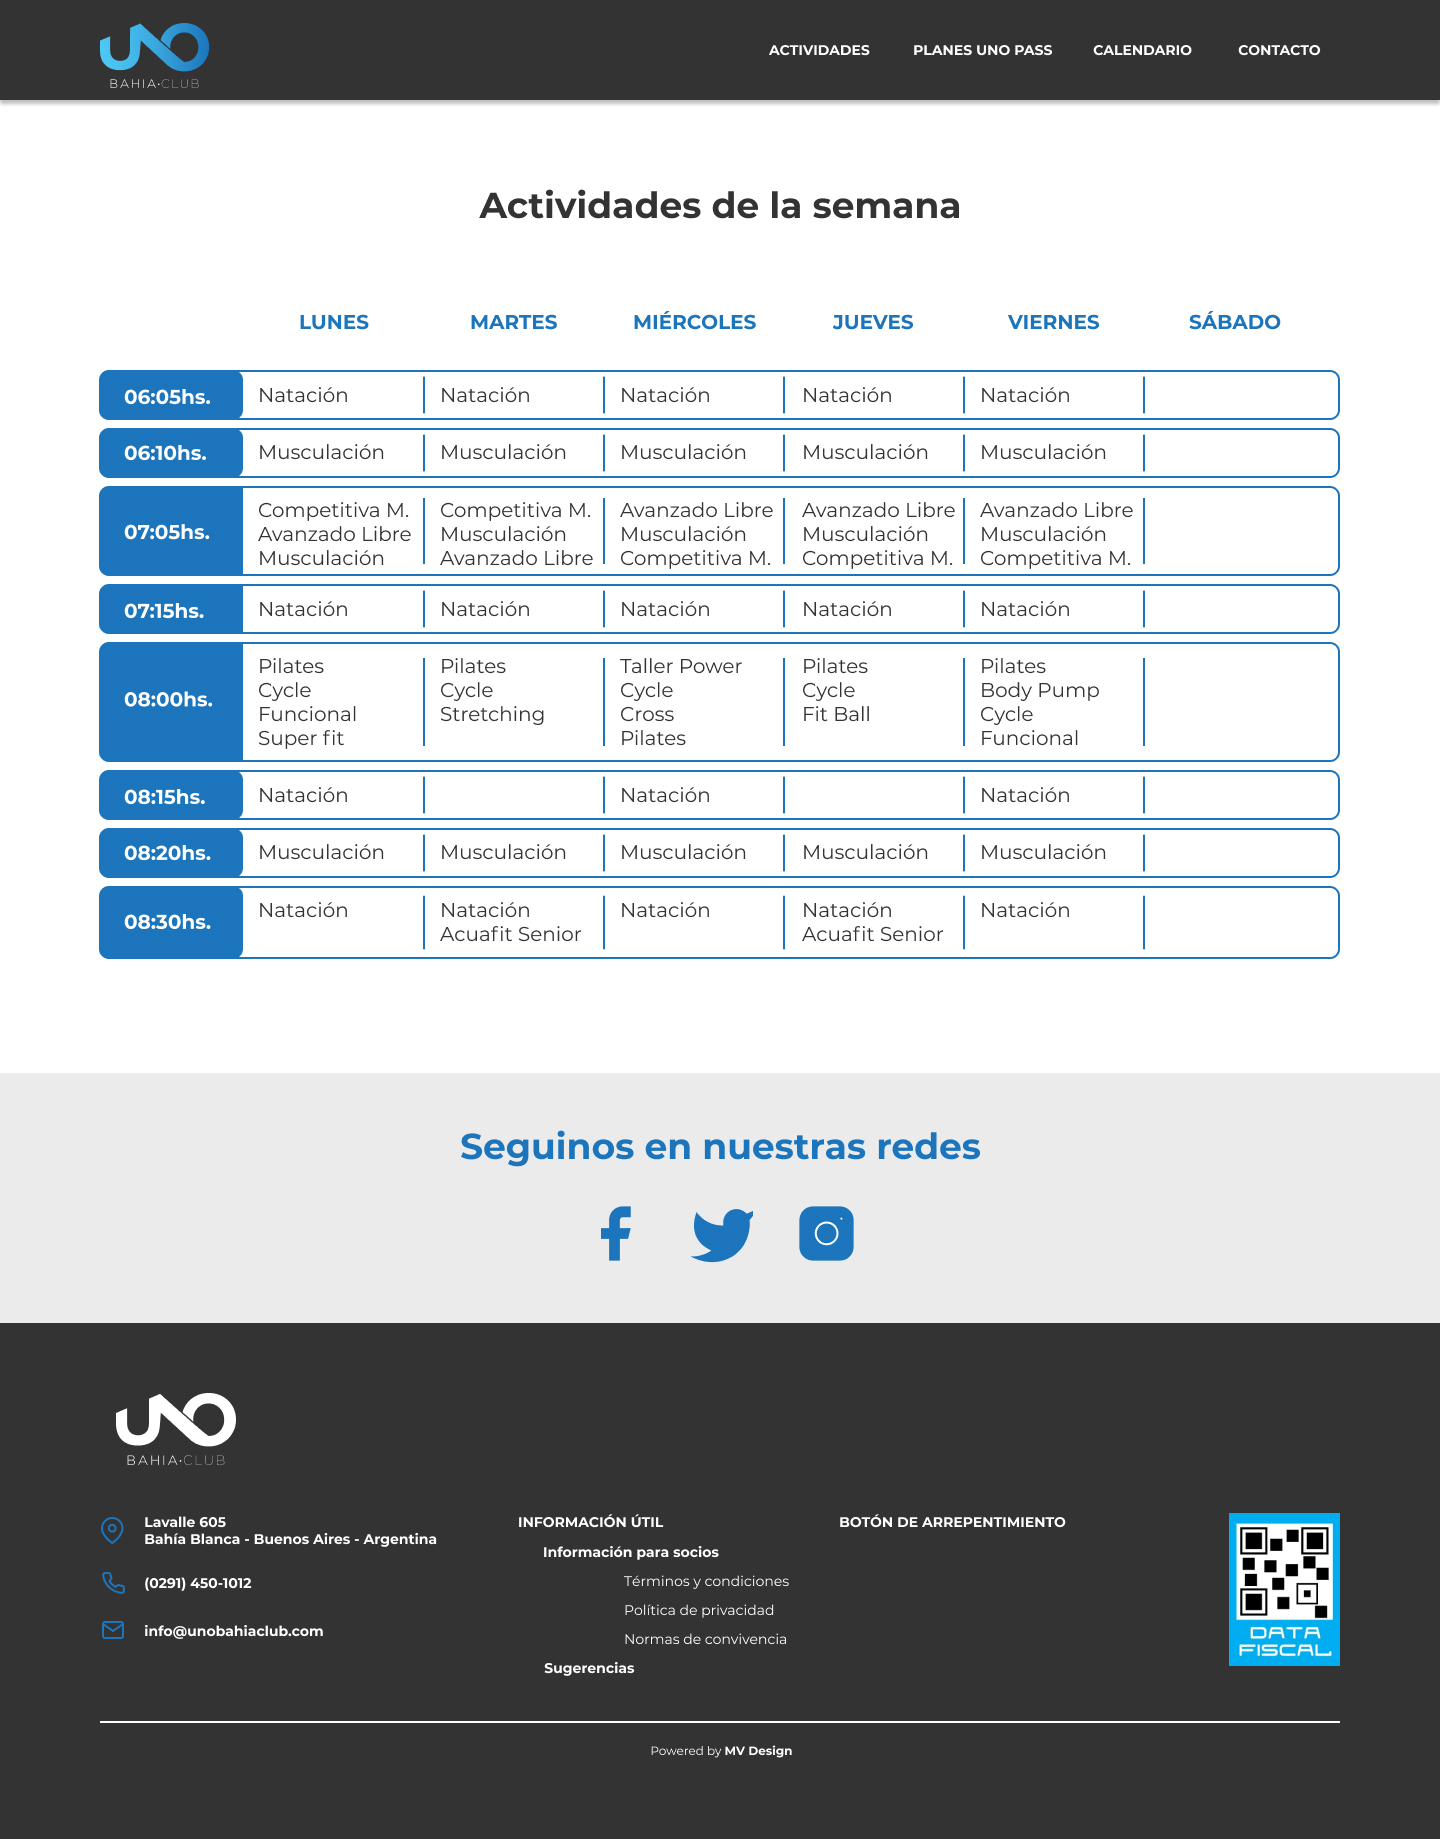 UNO
BAHIA·CLUB
ACTIVIDADES PLANES UNO PASS CALENDARIO CONTACTO
Actividades de la semana
LUNES MARTES MIÉRCOLES JUEVES VIERNES SÁBADO
06:05hs. Natación Natación Natación Natación Natación
06:10hs. Musculación Musculación Musculación Musculación Musculación
Competitiva M. Competitiva M. Avanzado Libre Avanzado Libre Avanzado Libre
07:05hs. Avanzado Libre Musculación Musculación Musculación Musculación
Musculación Avanzado Libre Competitiva M. Competitiva M. Competitiva M.
07:15hs. Natación Natación Natación Natación Natación
Pilates Pilates Taller Power Pilates Pilates
08:00hs. Cycle Cycle Cycle Cycle Body Pump
Funcional Stretching Cross Fit Ball Cycle
Super fit Pilates Funcional
08:15hs. Natación Natación Natación
08:20hs. Musculación Musculación Musculación Musculación Musculación
08:30hs. Natación Natación Natación Natación Natación
Acuafit Senior Acuafit Senior
Seguinos en nuestras redes
UNO
BAHIA·CLUB
Lavalle 605
Bahía Blanca - Buenos Aires - Argentina
(0291) 450-1012
info@unobahiaclub.com
INFORMACIÓN ÚTIL
Información para socios
Términos y condiciones
Política de privacidad
Normas de convivencia
Sugerencias
BOTÓN DE ARREPENTIMIENTO
DATA
FISCAL
Powered by MV Design